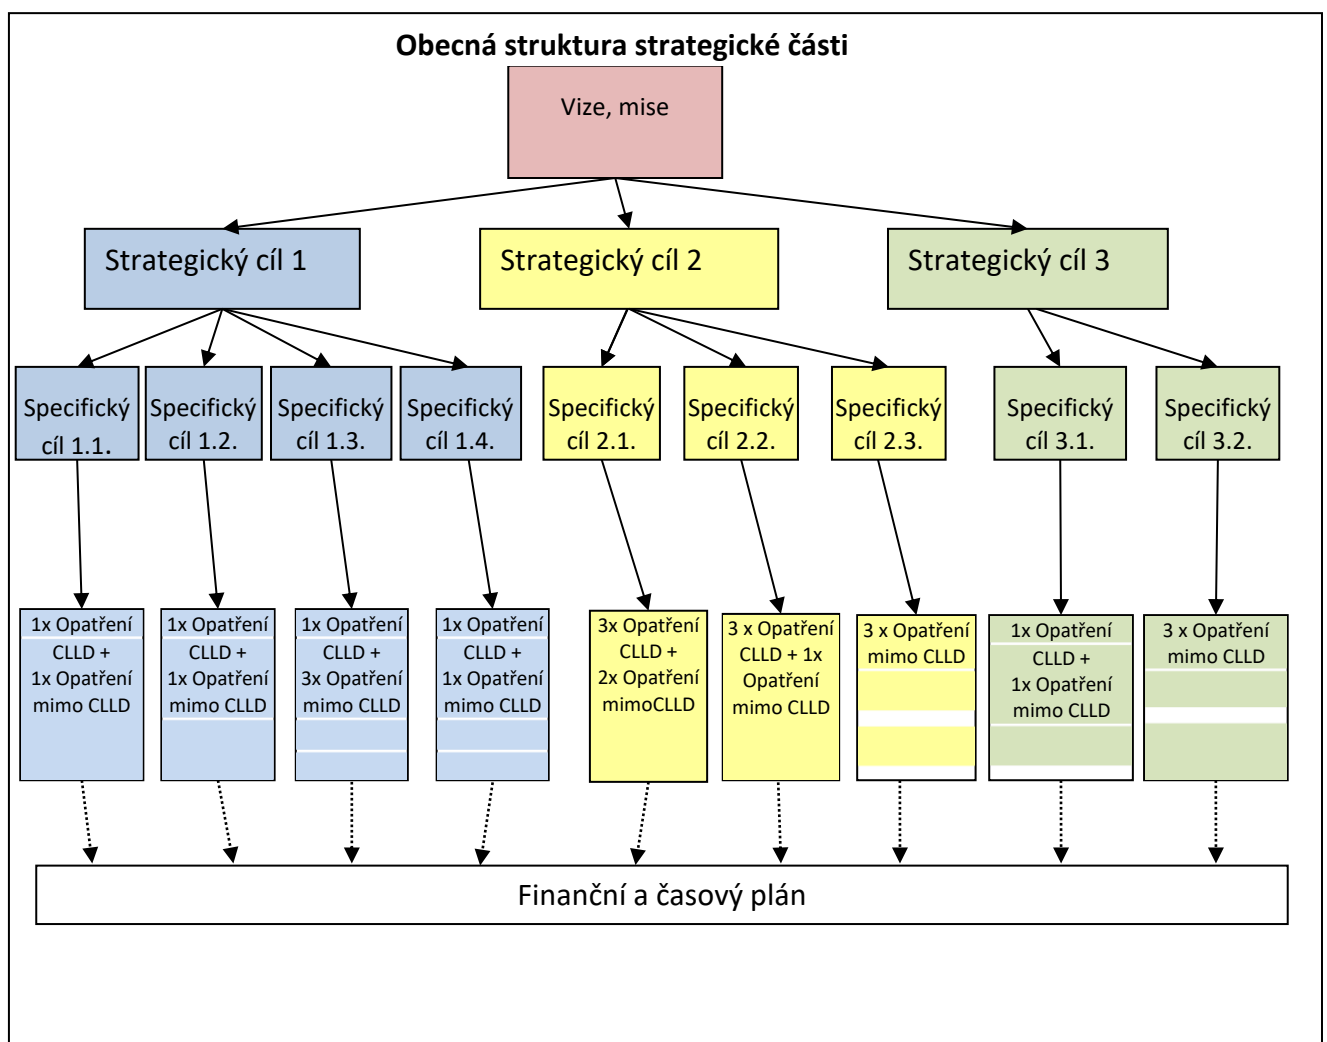 Obecná struktura strategické části
Vize, mise
Strategický cíl 1
Strategický cíl 2
Strategický cíl 3
Specifický
cíl 1.1.
Specifický
cíl 1.2.
Specifický
cíl 1.3.
Specifický
cíl 1.4.
Specifický
cíl 2.1.
Specifický
cíl 2.2.
Specifický
cíl 2.3.
Specifický
cíl 3.1.
Specifický
cíl 3.2.
1x Opatření
CLLD +
1x Opatření
mimo CLLD
1x Opatření
CLLD +
1x Opatření
mimo CLLD
1x Opatření
CLLD +
3x Opatření
mimo CLLD
1x Opatření
CLLD +
1x Opatření
mimo CLLD
3x Opatření
CLLD +
2x Opatření
mimoCLLD
3 x Opatření
CLLD + 1x
Opatření
mimo CLLD
3 x Opatření
mimo CLLD
1x Opatření
CLLD +
1x Opatření
mimo CLLD
3 x Opatření
mimo CLLD
Finanční a časový plán